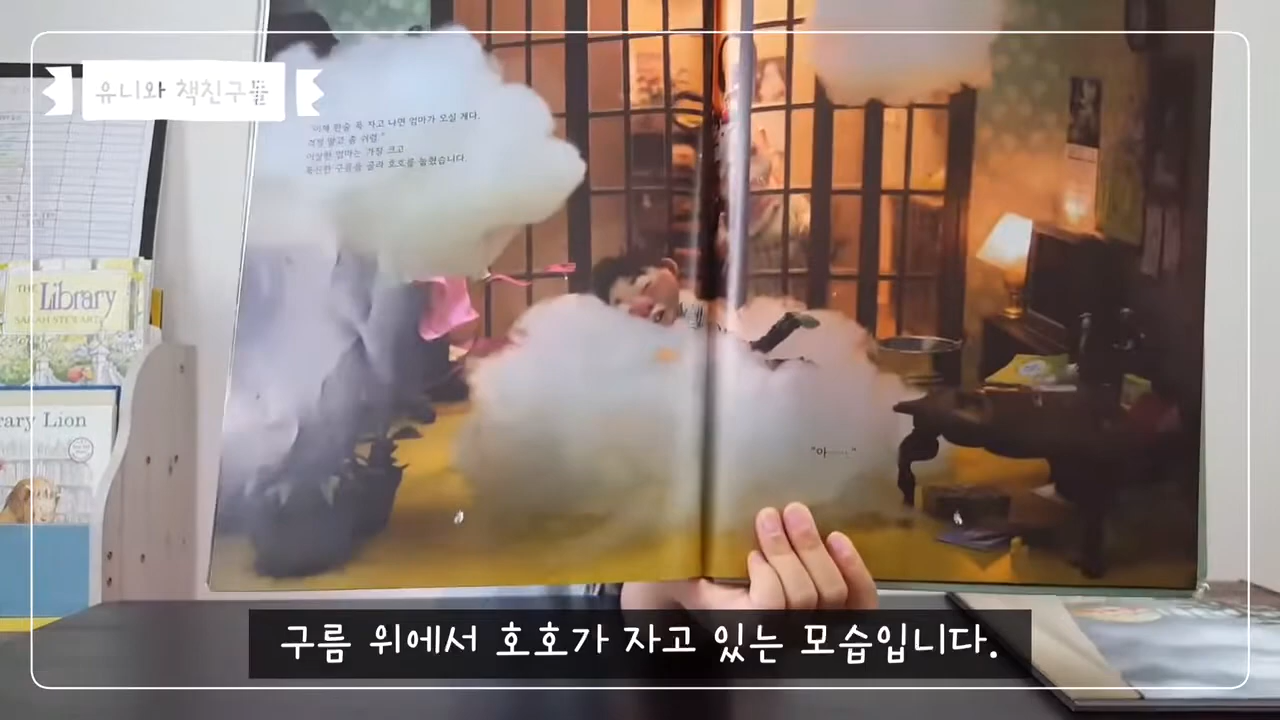 유니와 책친구들
"이제 한숨 푹 자고 나면 엄마가 오실 게다.
걱정 말고 좀 쉬렴."
이상한 엄마는 가장 크고
푹신한 구름을 골라 호호를 눕혔습니다.
THE
Library
SARAH STEWART
rary Lion
"아……."
구름 위에서 호호가 자고 있는 모습입니다.